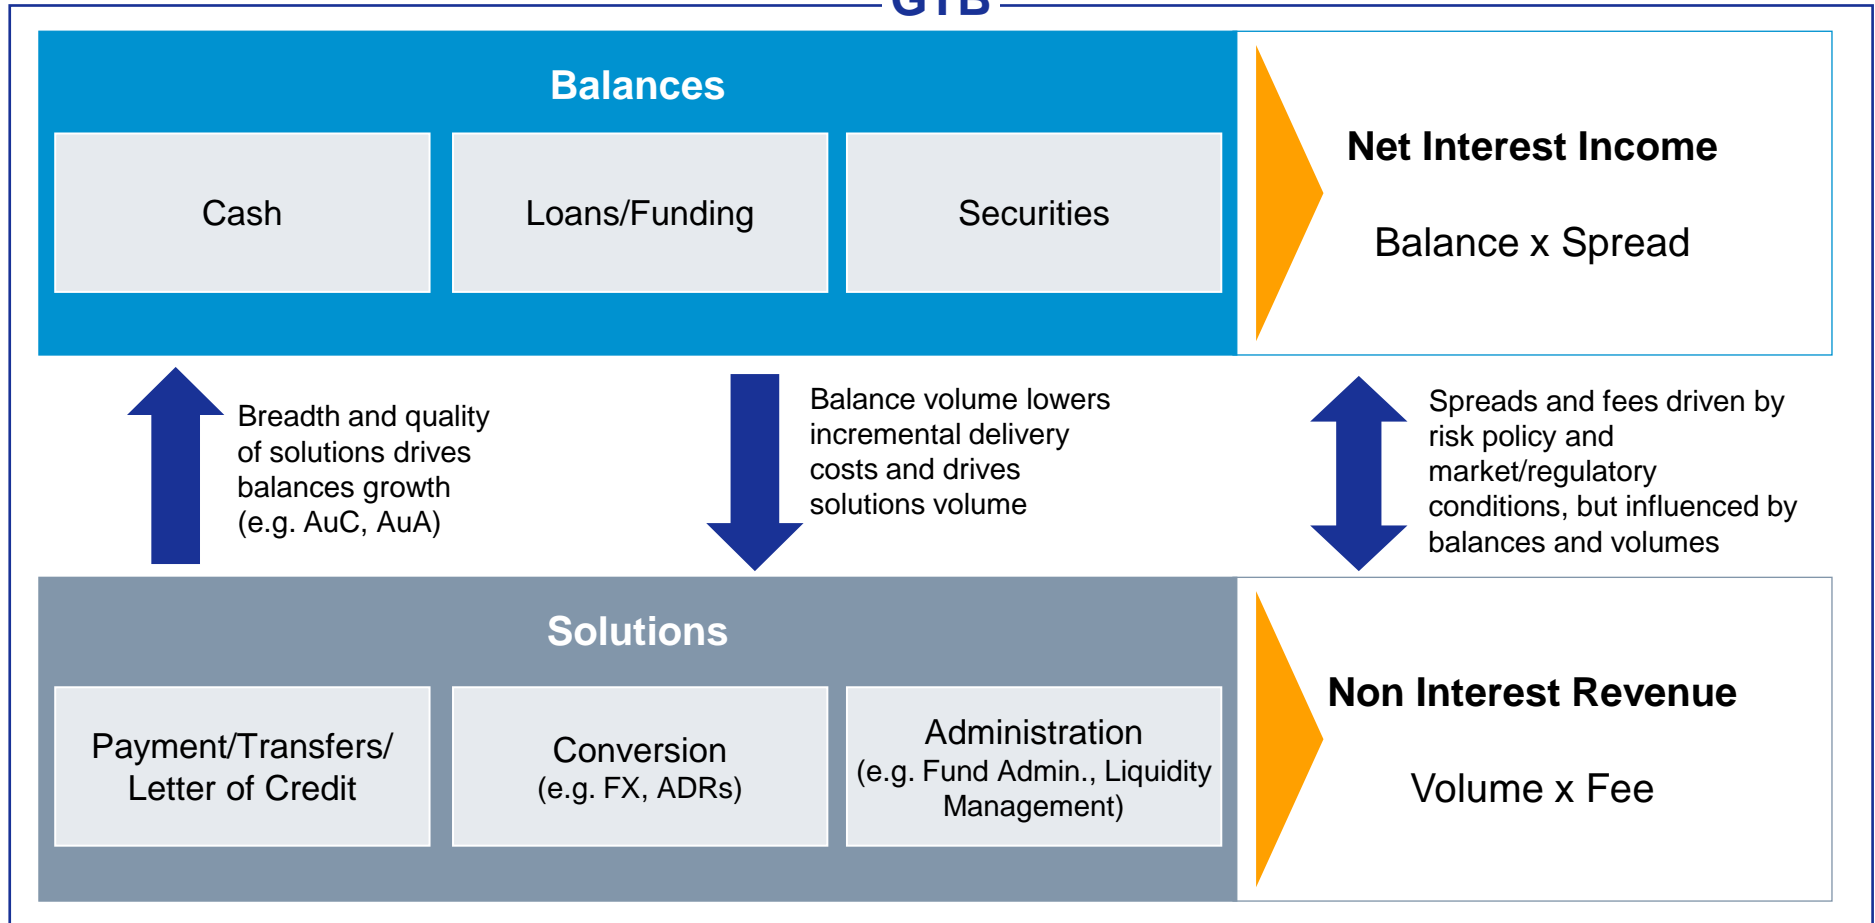 GTB
Balances
Cash
Loans/Funding
Securities
Net Interest Income
Balance x Spread
Breadth and quality
of solutions drives
balances growth
(e.g. AuC, AuA)
Balance volume lowers
incremental delivery
costs and drives
solutions volume
Spreads and fees driven by
risk policy and
market/regulatory
conditions, but influenced by
balances and volumes
Solutions
Payment/Transfers/
Letter of Credit
Conversion
(e.g. FX, ADRs)
Administration
(e.g. Fund Admin., Liquidity
Management)
Non Interest Revenue
Volume x Fee